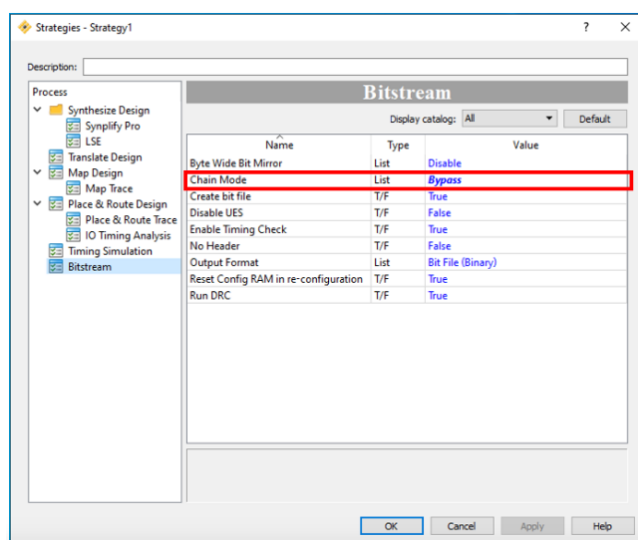 Strategies - Strategy1
?
Description:
Process
Synthesize Design
Synplify Pro
LSE
Translate Design
Map Design
Map Trace
Place & Route Design
Place & Route Trace
IO Timing Analysis
Timing Simulation
Bitstream
Bitstream
Display catalog: All Default
Name Type Value
Byte Wide Bit Mirror List Disable
Chain Mode List Bypass
Create bit file T/F True
Disable UES T/F False
Enable Timing Check T/F True
No Header T/F False
Output Format List Bit File (Binary)
Reset Config RAM in re-configuration T/F True
Run DRC T/F True
OK Cancel Apply Help